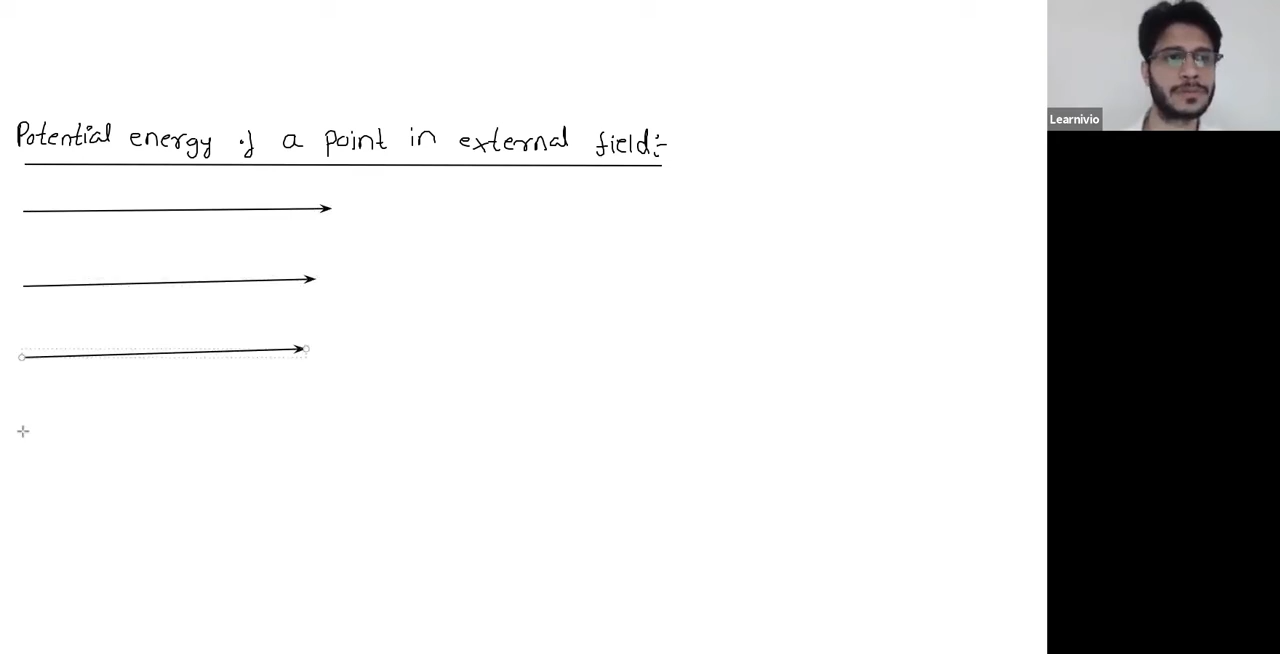 Potential energy of a point in external field:-
Learnivio